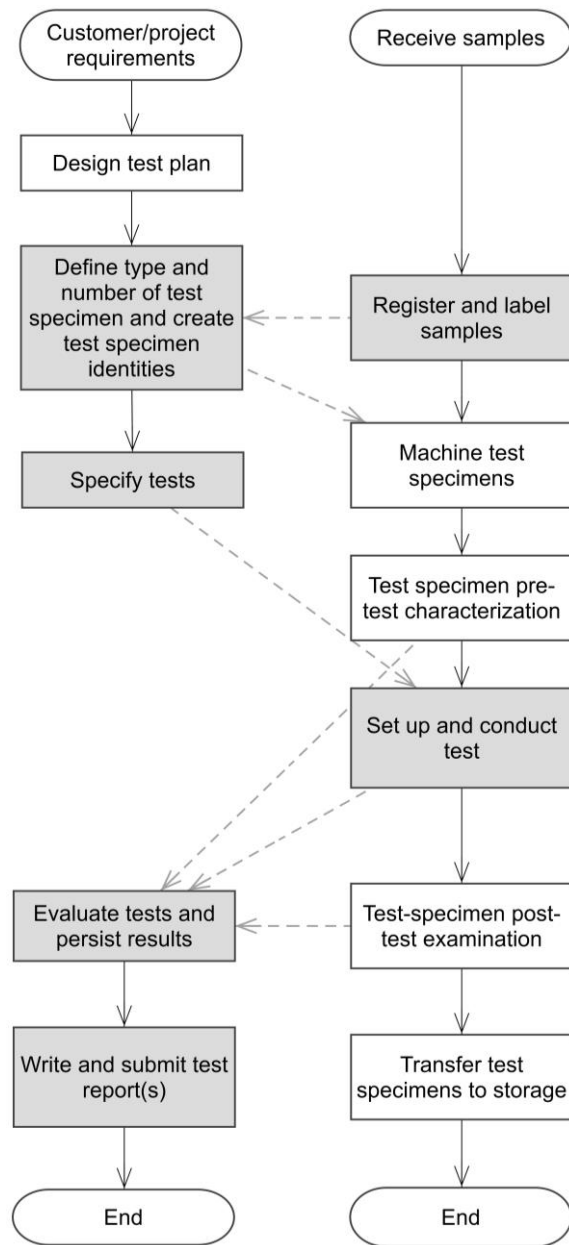 Customer/project
requirements
Receive samples
Design test plan
Define type and
number of test
specimen and create
test specimen
identities
Register and label
samples
Specify tests
Machine test
specimens
Test specimen pre-
test characterization
Set up and conduct
test
Evaluate tests and
persist results
Test-specimen post-
test examination
Write and submit test
report(s)
Transfer test
specimens to storage
End
End